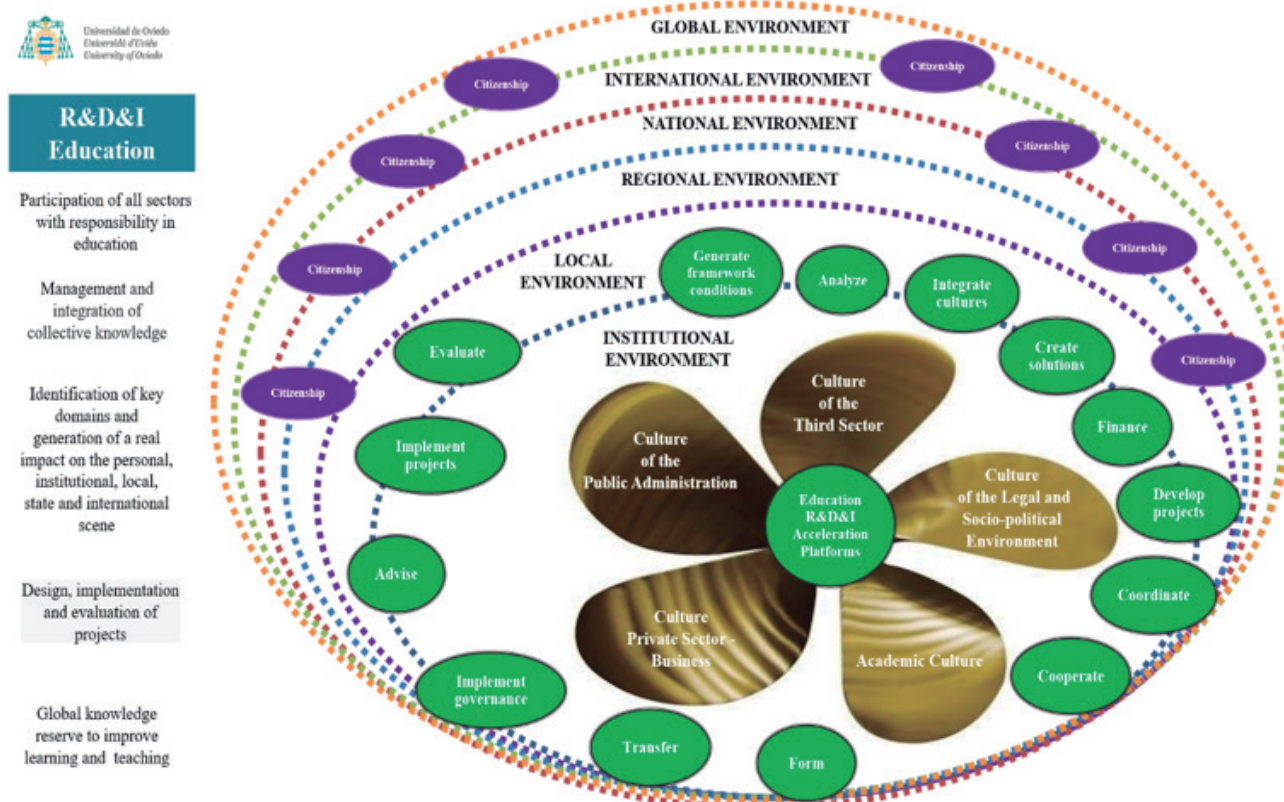 Universidad de Oviedo
Universidá d'Uviéu
University of Oviedo
R&D&I
Education
Participation of all sectors
with responsibility in
education
Management and
integration of
collective knowledge
Identification of key
domains and
generation of a real
impact on the personal,
institutional, local,
state and international
scene
Design, implementation
and evaluation of
projects
Global knowledge
reserve to improve
learning and teaching
GLOBAL ENVIRONMENT
Citizenship
Citizenship
INTERNATIONAL ENVIRONMENT
NATIONAL ENVIRONMENT
Citizenship
Citizenship
REGIONAL ENVIRONMENT
Citizenship
Citizenship
LOCAL
ENVIRONMENT
Generate
framework
conditions
Analyze
Integrate
cultures
INSTITUTIONAL
ENVIRONMENT
Evaluate
Create
solutions
Citizenship
Citizenship
Culture
of the
Third Sector
Finance
Implement
projects
Culture
of the
Public Administration
Culture
of the Legal and
Socio-political
Environment
Develop
projects
Education
R&D&I
Acceleration
Platforms
Advise
Coordinate
Culture
Private Sector -
Business
Academic Culture
Cooperate
Implement
governance
Transfer
Form